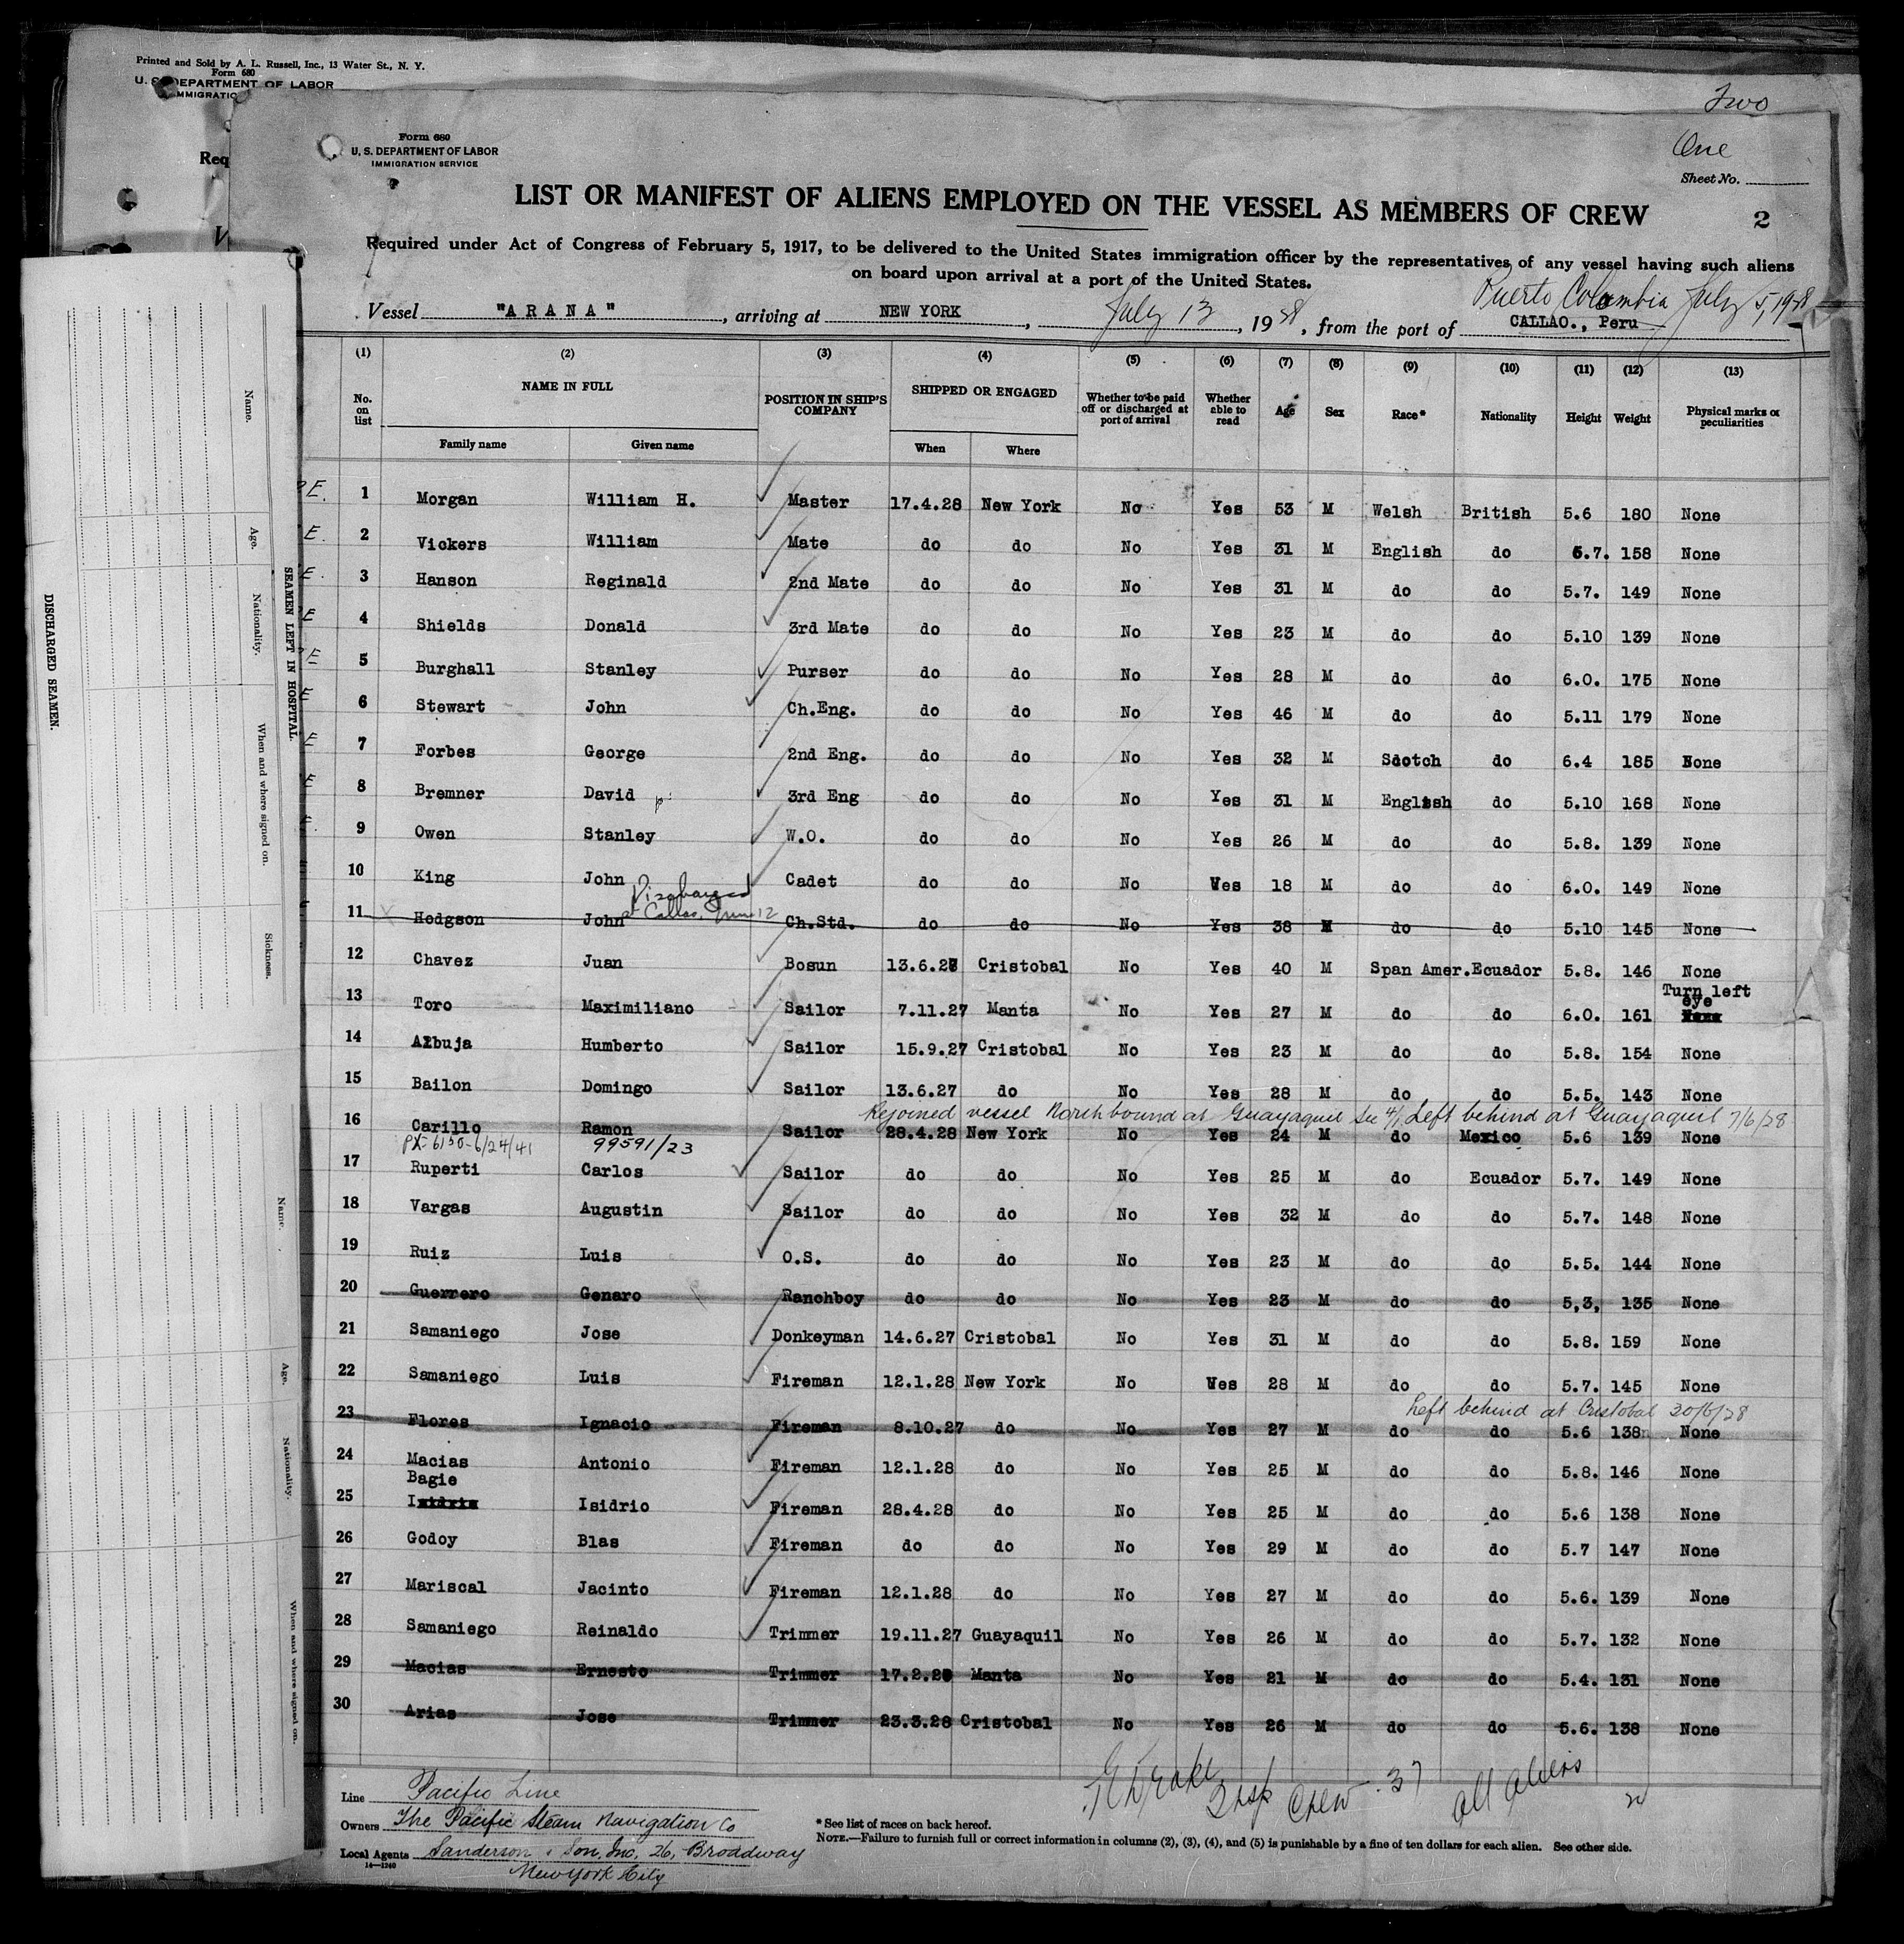 Printed and Sold by A. L. Russell, Inc., 13 Water St., N. Y.
Form 680
U. S. DEPARTMENT OF LABOR
Req
Two
One
Sheet No.
Form 680
U. S. DEPARTMENT OF LABOR
IMMIGRATION SERVICE
LIST OR MANIFEST OF ALIENS EMPLOYED ON THE VESSEL AS MEMBERS OF CREW
2
Required under Act of Congress of February 5, 1917, to be delivered to the United States immigration officer by the representatives of any vessel having such aliens
on board upon arrival at a port of the United States.
Puerto Colombia July 5, 1928
Vessel "ARANA", arriving at NEW YORK, July 13, 1928, from the port of CALLAO., Peru
(1) (2) (3) (4) (5) (6) (7) (8) (9) (10) (11) (12) (13)
No. on list NAME IN FULL POSITION IN SHIP'S COMPANY SHIPPED OR ENGAGED Whether to be paid off or discharged at port of arrival Whether able to read Age Sex Race* Nationality Height Weight Physical marks or peculiarities
Family name Given name When Where
1 Morgan William H. Master 17.4.28 New York No Yes 53 M Welsh British 5.6 180 None
2 Vickers William Mate do do No Yes 31 M English do 5.7. 158 None
3 Hanson Reginald 2nd Mate do do No Yes 31 M do do 5.7. 149 None
4 Shields Donald 3rd Mate do do No Yes 23 M do do 5.10 139 None
5 Burghall Stanley Purser do do No Yes 28 M do do 6.0. 175 None
6 Stewart John Ch.Eng. do do No Yes 46 M do do 5.11 179 None
7 Forbes George 2nd Eng. do do No Yes 32 M Scotch do 6.4 185 None
8 Bremner David 3rd Eng do do No Yes 31 M English do 5.10 168 None
9 Owen Stanley W.O. do do No Yes 26 M do do 5.8. 139 None
10 King John Cadet do do No Yes 18 M do do 6.0. 149 None
Discharged at Callao, June 12
11 Hodgson John Ch.Std. do do No Yes 38 M do do 5.10 145 None
12 Chavez Juan Bosun 13.6.27 Cristobal No Yes 40 M Span Amer. Ecuador 5.8. 146 None
Turn left eye
13 Toro Maximiliano Sailor 7.11.27 Manta No Yes 27 M do do 6.0. 161
14 Albuja Humberto Sailor 15.9.27 Cristobal No Yes 23 M do do 5.8. 154 None
15 Bailon Domingo Sailor 13.6.27 do No Yes 28 M do do 5.5. 143 None
Rejoined vessel Northbound at Guayaquil Left behind at Guayaquil 7/6/28
16 Carillo Ramon Sailor 28.4.28 New York No Yes 24 M do Mexico 5.6 139 None
PX-6150-6/24/41 99591/23
17 Ruperti Carlos Sailor do do No Yes 25 M do Ecuador 5.7. 149 None
18 Vargas Augustin Sailor do do No Yes 32 M do do 5.7. 148 None
19 Ruiz Luis O.S. do do No Yes 23 M do do 5.5. 144 None
20 Guerrero Genaro Ranchboy do do No Yes 23 M do do 5,3, 135 None
21 Samaniego Jose Donkeyman 14.6.27 Cristobal No Yes 31 M do do 5.8. 159 None
22 Samaniego Luis Fireman 12.1.28 New York No Yes 28 M do do 5.7. 145 None
Left behind at Cristobal 30/5/28
23 Flores Ignacio Fireman 8.10.27 do No Yes 27 M do do 5.6 138 None
24 Macias Antonio Fireman 12.1.28 do No Yes 25 M do do 5.8. 146 None
Bagie
25 Isidrio Isidrio Fireman 28.4.28 do No Yes 25 M do do 5.6 138 None
26 Godoy Blas Fireman do do No Yes 29 M do do 5.7 147 None
27 Mariscal Jacinto Fireman 12.1.28 do No Yes 27 M do do 5.6. 139 None
28 Samaniego Reinaldo Trimmer 19.11.27 Guayaquil No Yes 26 M do do 5.7. 132 None
29 Macias Ernesto Trimmer 17.2.28 Manta No Yes 21 M do do 5.4. 131 None
30 Arias Jose Trimmer 23.3.28 Cristobal No Yes 26 M do do 5.6. 138 None
Crew 37 all aliens
Line Pacific Line
Owners The Pacific Steam Navigation Co
Local Agents Sanderson & Son, Inc. 26, Broadway
New York City
14—1240
* See list of races on back hereof.
NOTE.—Failure to furnish full or correct information in columns (2), (3), (4), and (5) is punishable by a fine of ten dollars for each alien. See other side.
DISCHARGED SEAMEN.
SEAMEN LEFT IN HOSPITAL.
Name. Age. Nationality. When and where signed on. Sickness.
Name. Age. Nationality. When and where signed on.